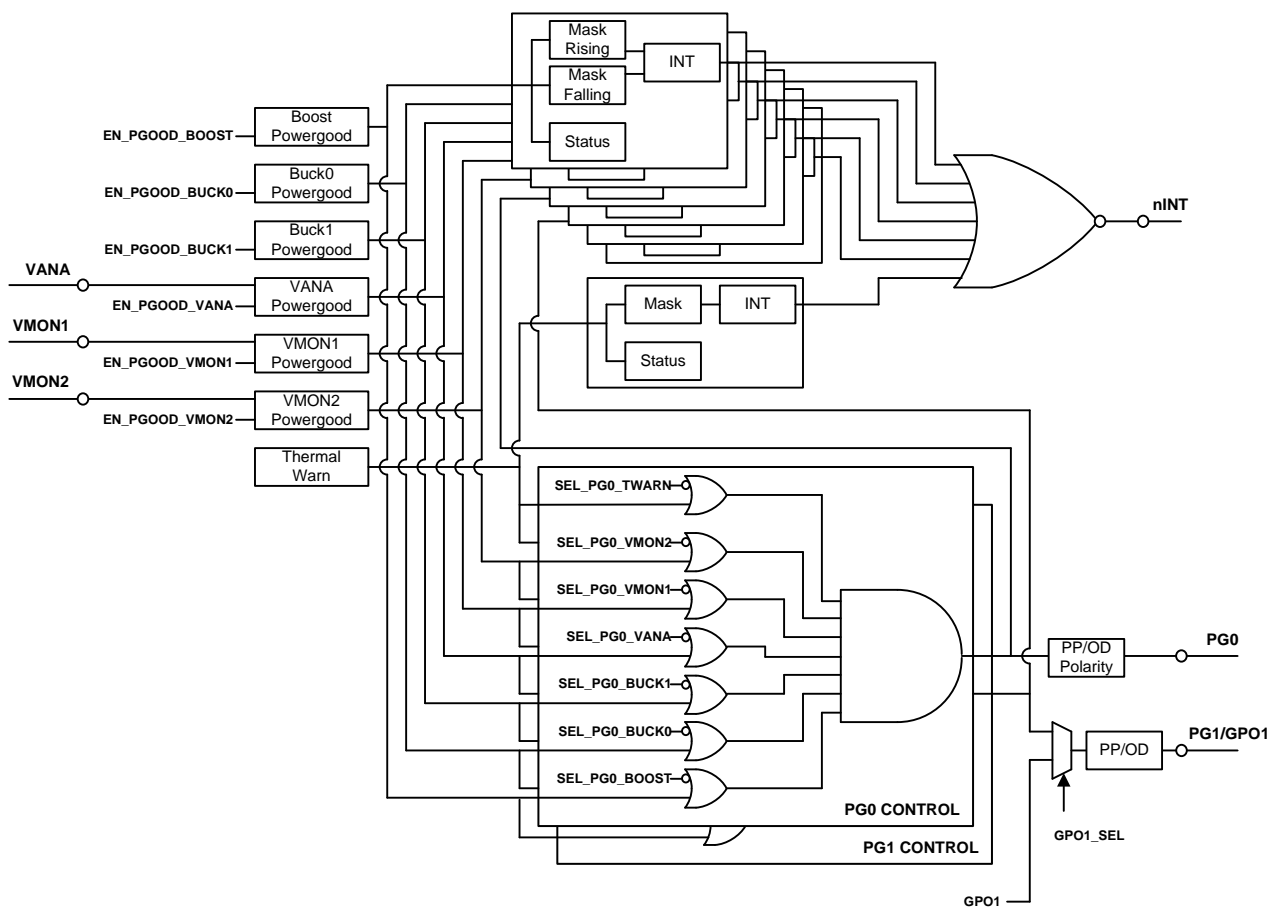 Mask
Rising
INT
Mask
Falling
Status
Boost
Powergood
EN_PGOOD_BOOST
Buck0
Powergood
EN_PGOOD_BUCK0
Buck1
Powergood
EN_PGOOD_BUCK1
nINT
VANA
VANA
Powergood
EN_PGOOD_VANA
Mask
INT
Status
VMON1
VMON1
Powergood
EN_PGOOD_VMON1
VMON2
VMON2
Powergood
EN_PGOOD_VMON2
Thermal
Warn
SEL_PG0_TWARN
SEL_PG0_VMON2
SEL_PG0_VMON1
SEL_PG0_VANA
SEL_PG0_BUCK1
SEL_PG0_BUCK0
SEL_PG0_BOOST
PG0 CONTROL
PG1 CONTROL
PP/OD
Polarity
PG0
PP/OD
PG1/GPO1
GPO1_SEL
GPO1